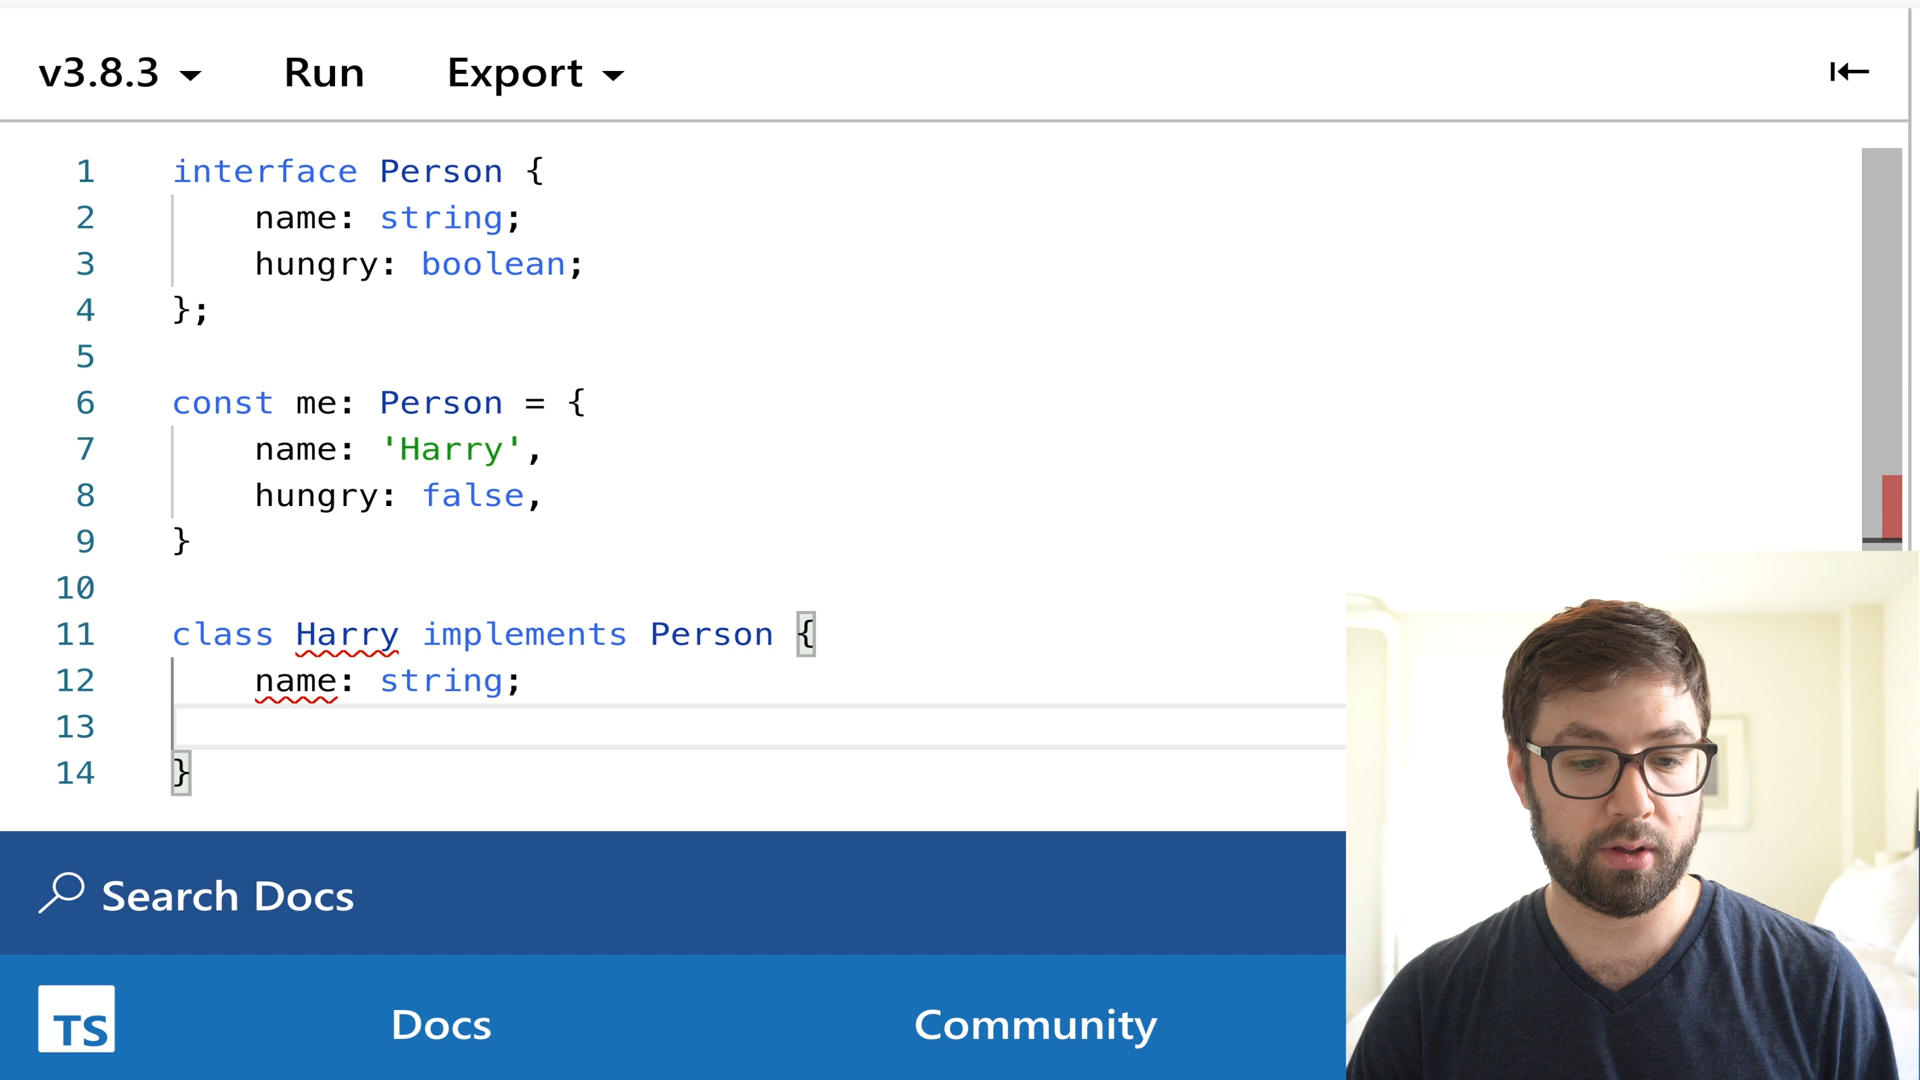 v3.8.3 Run Export
1 interface Person {
2 name: string;
3 hungry: boolean;
4 };
5
6 const me: Person = {
7 name: 'Harry',
8 hungry: false,
9 }
10
11 class Harry implements Person {
12 name: string;
13
14 }
Search Docs
TS Docs Community